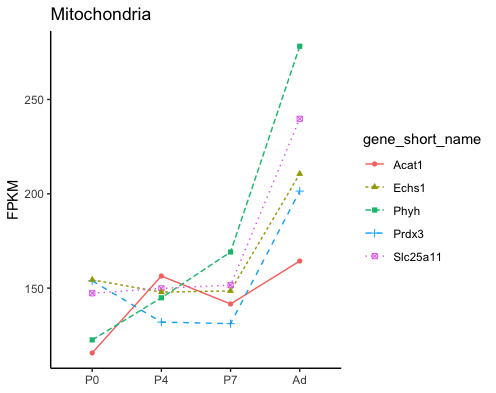 Mitochondria
FPKM
250
200
150
P0 P4 P7 Ad
gene_short_name
Acat1
Echs1
Phyh
Prdx3
Slc25a11